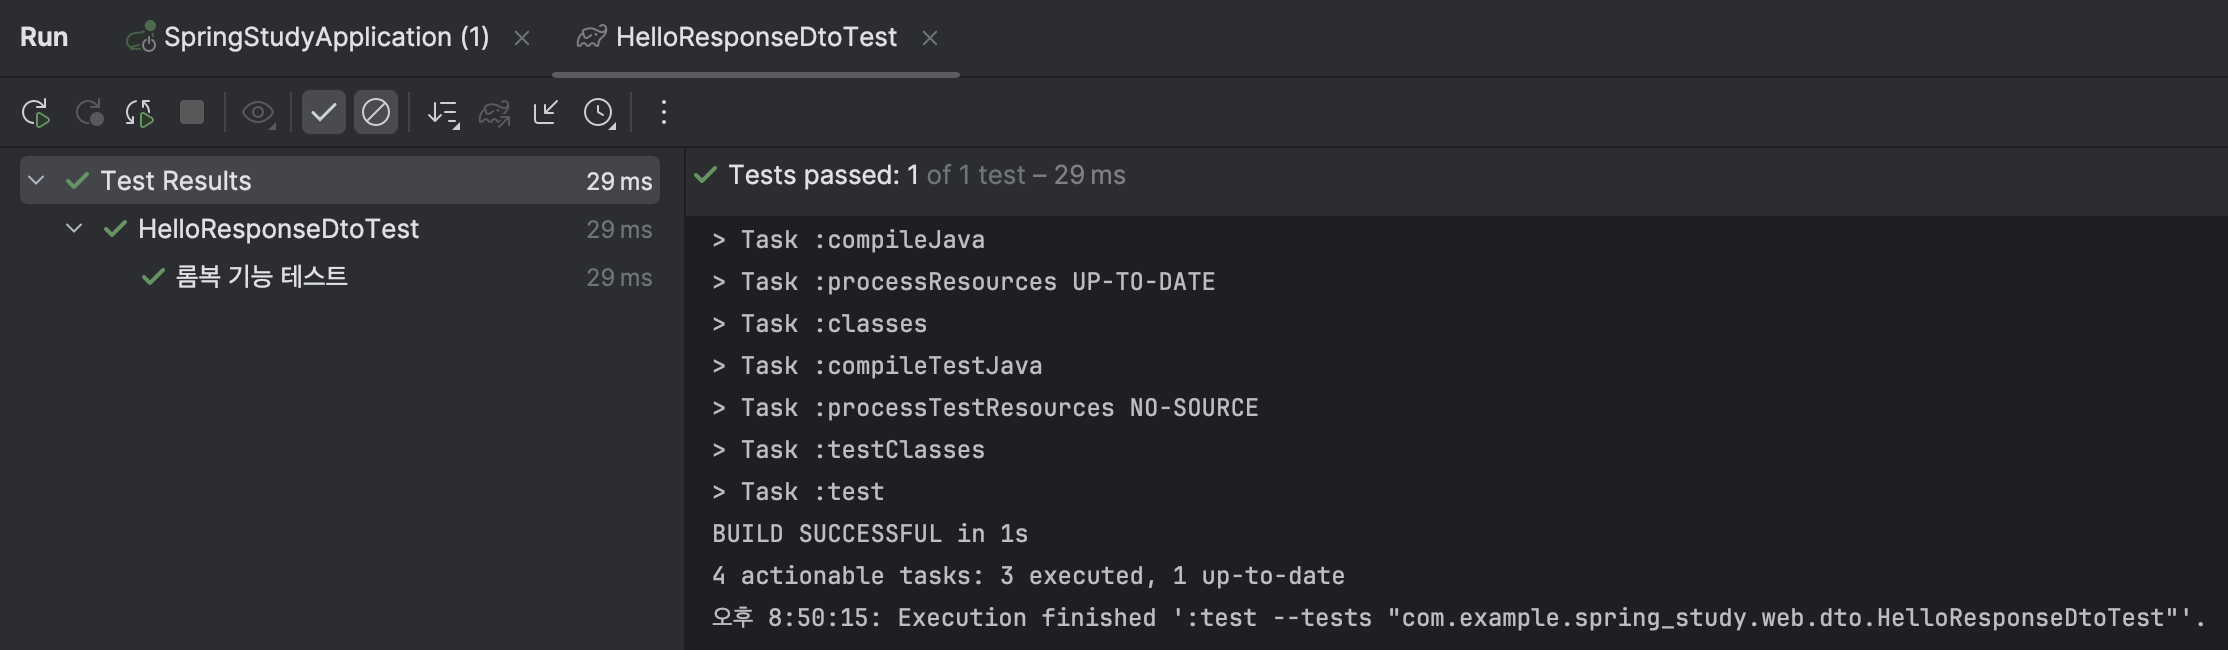 Run SpringStudyApplication (1) HelloResponseDtoTest
Test Results 29 ms
HelloResponseDtoTest 29 ms
롬복 기능 테스트 29 ms
Tests passed: 1 of 1 test – 29 ms
> Task :compileJava
> Task :processResources UP-TO-DATE
> Task :classes
> Task :compileTestJava
> Task :processTestResources NO-SOURCE
> Task :testClasses
> Task :test
BUILD SUCCESSFUL in 1s
4 actionable tasks: 3 executed, 1 up-to-date
오후 8:50:15: Execution finished ':test --tests "com.example.spring_study.web.dto.HelloResponseDtoTest"'.